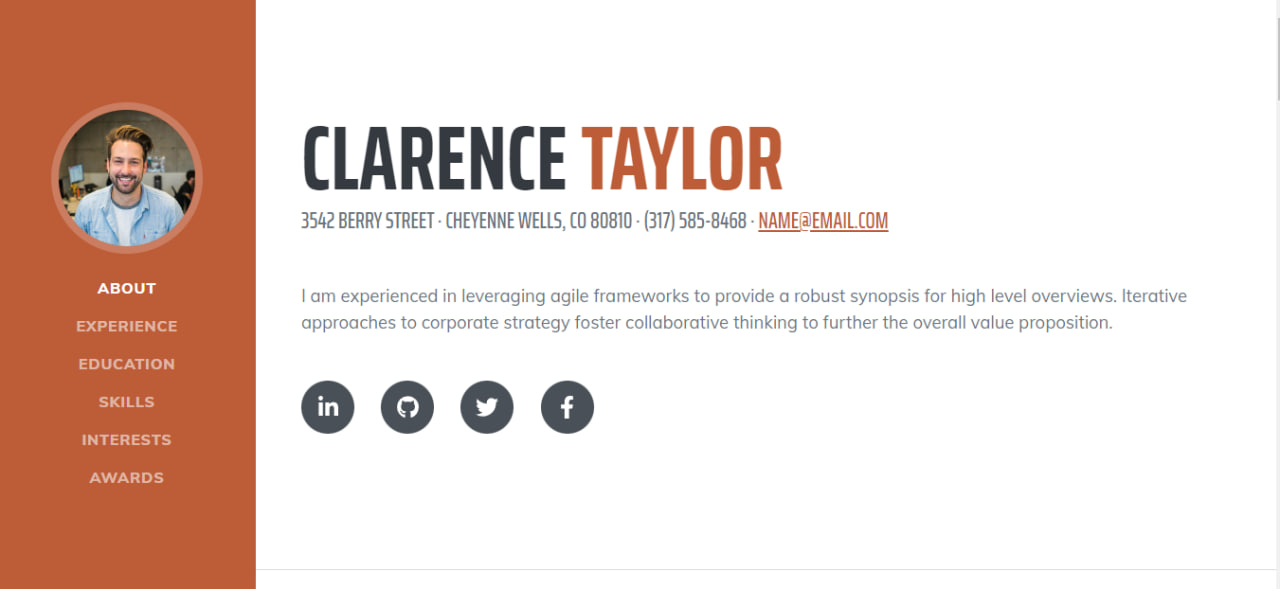 ABOUT
EXPERIENCE
EDUCATION
SKILLS
INTERESTS
AWARDS
CLARENCE TAYLOR
3542 BERRY STREET · CHEYENNE WELLS, CO 80810 · (317) 585-8468 · NAME@EMAIL.COM
I am experienced in leveraging agile frameworks to provide a robust synopsis for high level overviews. Iterative
approaches to corporate strategy foster collaborative thinking to further the overall value proposition.
in
f